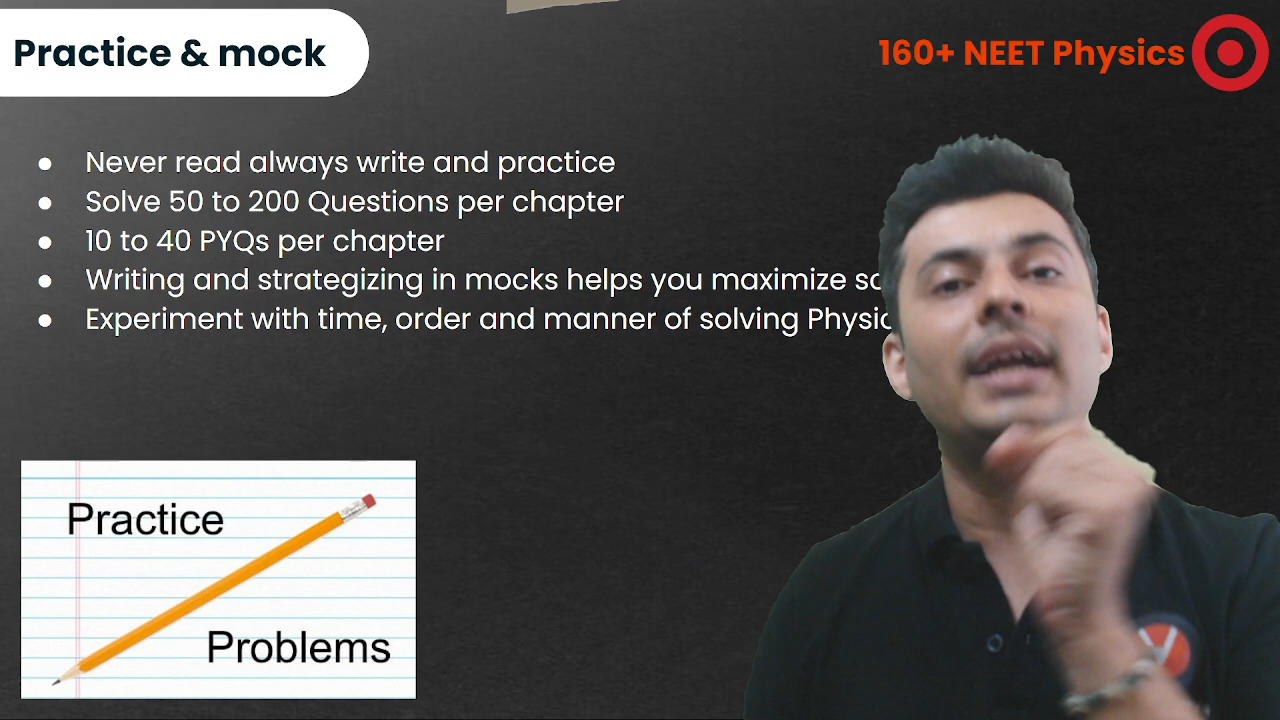 Practice & mock
160+ NEET Physics
● Never read always write and practice
● Solve 50 to 200 Questions per chapter
● 10 to 40 PYQs per chapter
● Writing and strategizing in mocks helps you maximize
● Experiment with time, order and manner of solving
Practice
Problems